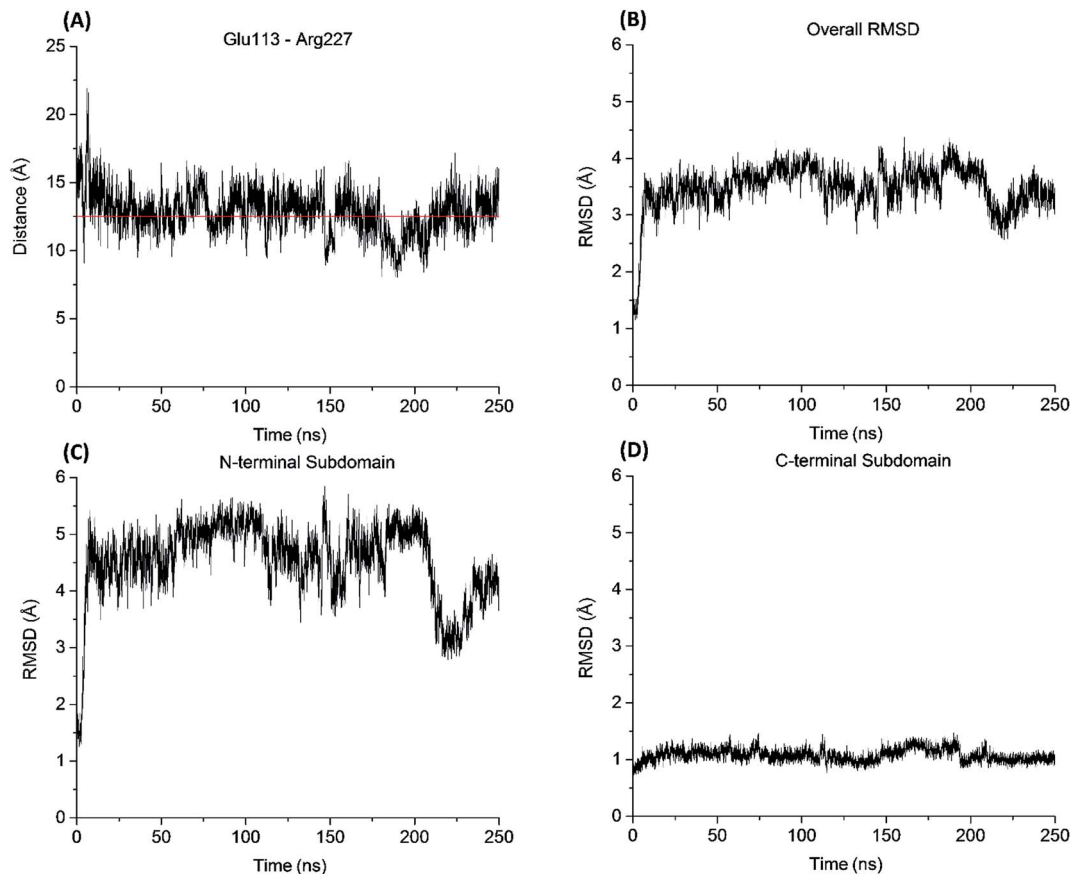 (A)
Glu113 - Arg227
25
20
15
10
5
0
Distance (Å)
0 50 100 150 200 250
Time (ns)
(B)
Overall RMSD
6
5
4
3
2
1
0
RMSD (Å)
0 50 100 150 200 250
Time (ns)
(C)
N-terminal Subdomain
6
5
4
3
2
1
0
RMSD (Å)
0 50 100 150 200 250
Time (ns)
(D)
C-terminal Subdomain
6
5
4
3
2
1
0
RMSD (Å)
0 50 100 150 200 250
Time (ns)